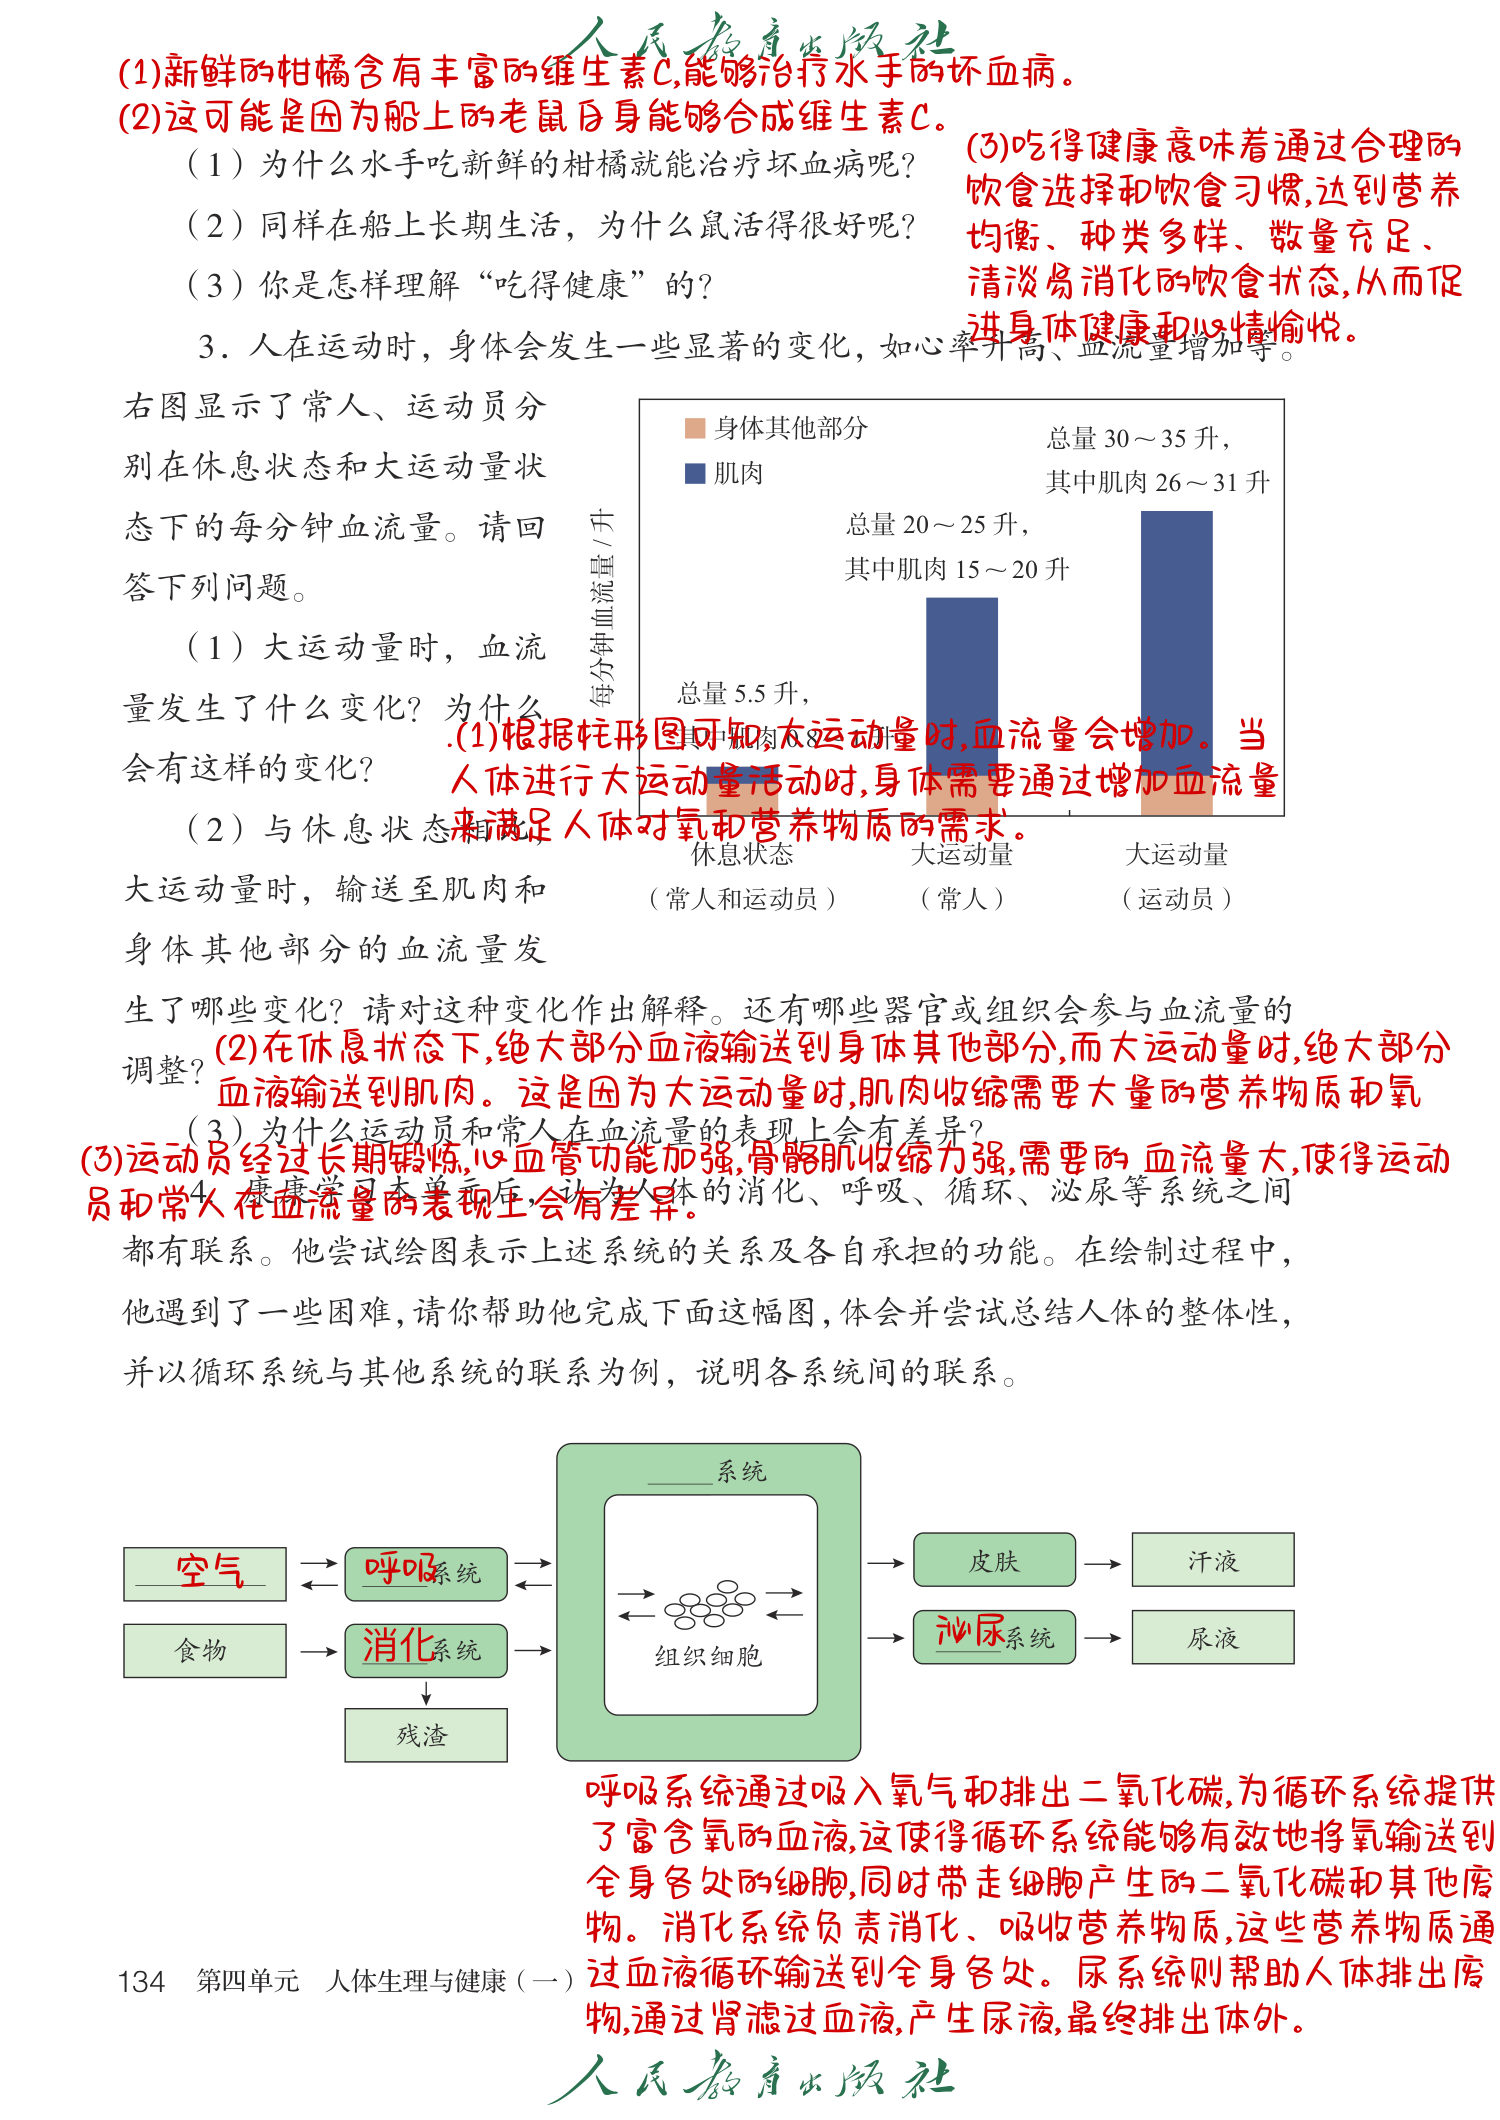 人民教育出版社
(1)新鲜的柑橘含有丰富的维生素C,能够治疗水手的坏血病。
(2)这可能是因为船上的老鼠自身能够合成维生素C。
（1）为什么水手吃新鲜的柑橘就能治疗坏血病呢？
（2）同样在船上长期生活，为什么鼠活得很好呢？
（3）你是怎样理解“吃得健康”的？
(3)吃得健康意味着通过合理的
饮食选择和饮食习惯,达到营养
均衡、种类多样、数量充足、
清淡易消化的饮食状态,从而促
进身体健康和心情愉悦。
3. 人在运动时，身体会发生一些显著的变化，如心率升高、血流量增加等。
右图显示了常人、运动员分
别在休息状态和大运动量状
态下的每分钟血流量。请回
答下列问题。
（1）大运动量时，血流
量发生了什么变化？为什么
会有这样的变化？
（2）与休息状态相比，
大运动量时，输送至肌肉和
身体其他部分的血流量发
生了哪些变化？请对这种变化作出解释。还有哪些器官或组织会参与血流量的
调整？
身体其他部分
肌肉
每分钟血流量/升
总量 30～35 升，
其中肌肉 26～31 升
总量 20～25 升，
其中肌肉 15～20 升
总量 5.5 升，
其中肌肉 0.8 升
休息状态
（常人和运动员）
大运动量
（常人）
大运动量
（运动员）
.(1)根据柱形图可知,大运动量时,血流量会增加。当
人体进行大运动量活动时,身体需要通过增加血流量
来满足人体对氧和营养物质的需求。
(2)在休息状态下,绝大部分血液输送到身体其他部分,而大运动量时,绝大部分
血液输送到肌肉。这是因为大运动量时,肌肉收缩需要大量的营养物质和氧
（3）为什么运动员和常人在血流量的表现上会有差异？
(3)运动员经过长期锻炼,心血管功能加强,骨骼肌收缩力强,需要的 血流量大,使得运动
员和常人在血流量的表现上会有差异。
4. 康康学习本单元后，认为人体的消化、呼吸、循环、泌尿等系统之间
都有联系。他尝试绘图表示上述系统的关系及各自承担的功能。在绘制过程中，
他遇到了一些困难，请你帮助他完成下面这幅图，体会并尝试总结人体的整体性，
并以循环系统与其他系统的联系为例，说明各系统间的联系。
_____系统
空气
呼吸系统
食物
消化系统
残渣
组织细胞
皮肤
汗液
泌尿系统
尿液
呼吸系统通过吸入氧气和排出二氧化碳,为循环系统提供
了富含氧的血液,这使得循环系统能够有效地将氧输送到
全身各处的细胞,同时带走细胞产生的二氧化碳和其他废
物。消化系统负责消化、吸收营养物质,这些营养物质通
过血液循环输送到全身各处。尿系统则帮助人体排出废
物,通过肾滤过血液,产生尿液,最终排出体外。
134 第四单元 人体生理与健康（一）
人民教育出版社